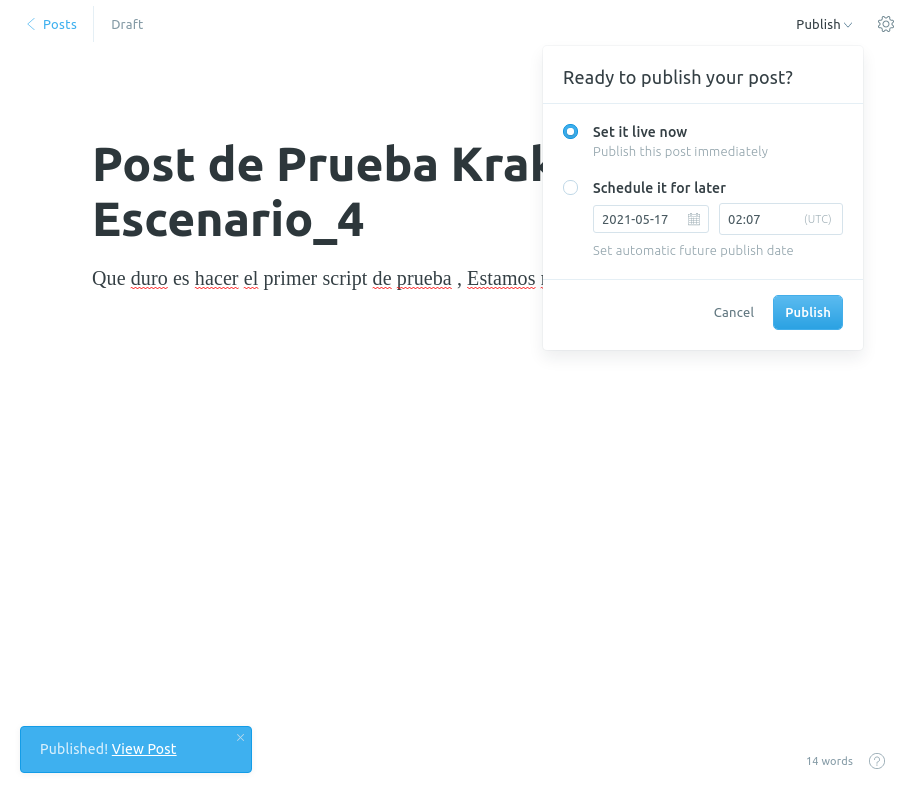 Posts
Draft
Publish
Ready to publish your post?
Set it live now
Publish this post immediately
Schedule it for later
2021-05-17
02:07 (UTC)
Set automatic future publish date
Cancel
Publish
Post de Prueba
Escenario_4
Que duro es hacer el primer script de prueba , Estamos
Published! View Post
14 words